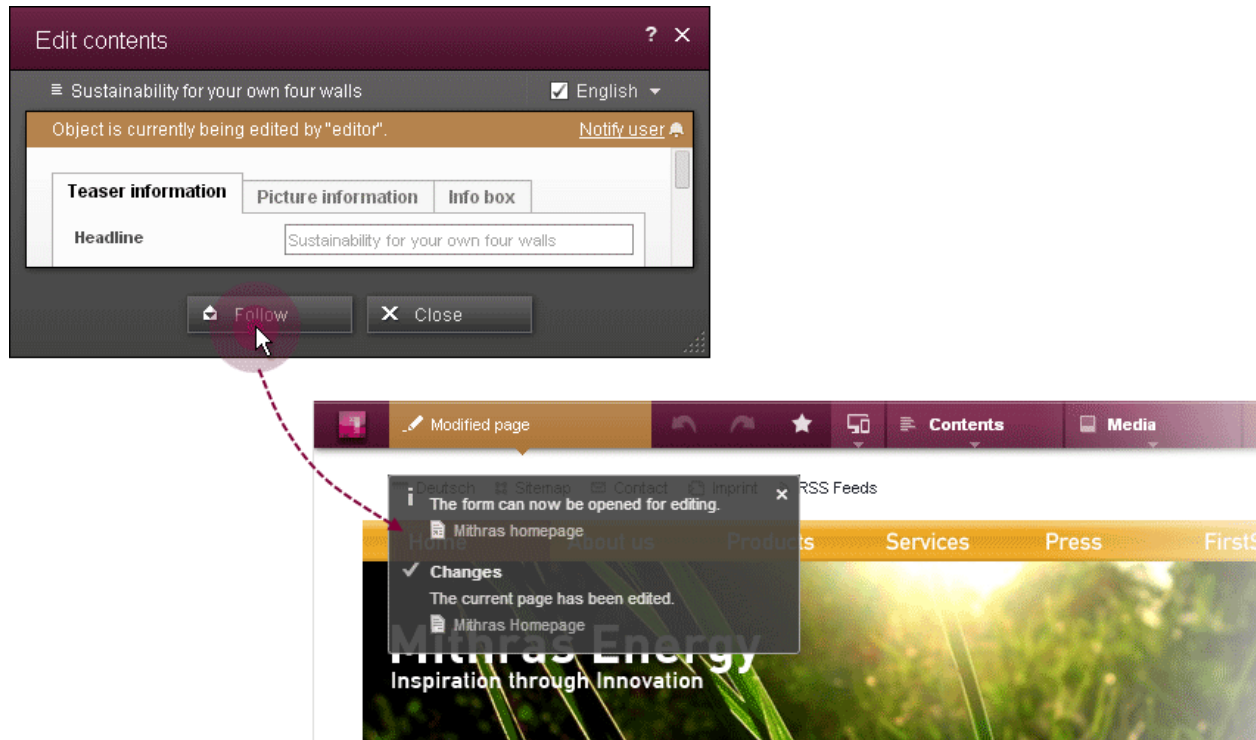 Edit contents
?
Sustainability for your own four walls
English
Object is currently being edited by "editor".
Notify user
Teaser information
Picture information
Info box
Headline
Sustainability for your own four walls
Follow
X Close
Modified page
Contents
Media
Deutsch Sitemap Contact Imprint RSS Feeds
i The form can now be opened for editing.
Mithras homepage
Home About us Products Services Press FirstS
Changes
The current page has been edited.
Mithras Homepage
Mithras Energy
Inspiration through Innovation